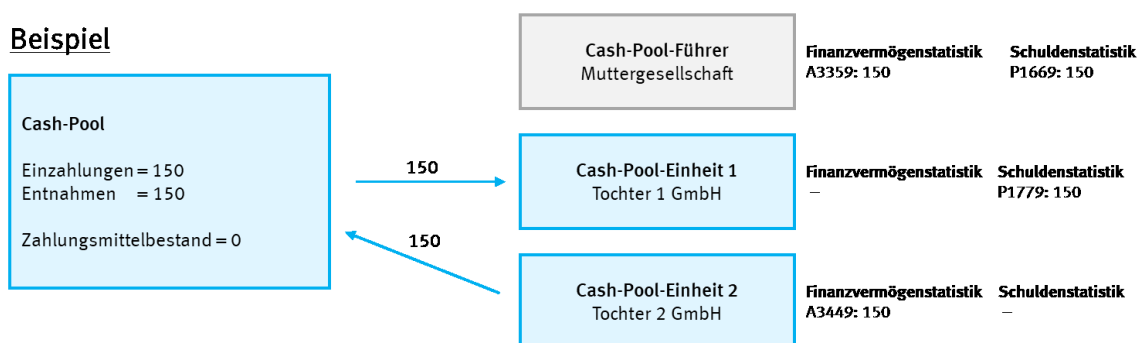 Beispiel
Cash-Pool
Einzahlungen = 150
Entnahmen = 150
Zahlungsmittelbestand = 0
150
150
Cash-Pool-Führer
Muttergesellschaft
Finanzvermögenstatistik Schuldenstatistik
A3359: 150 P1669: 150
Cash-Pool-Einheit 1
Tochter 1 GmbH
Finanzvermögenstatistik Schuldenstatistik
– P1779: 150
Cash-Pool-Einheit 2
Tochter 2 GmbH
Finanzvermögenstatistik Schuldenstatistik
A3449: 150 –